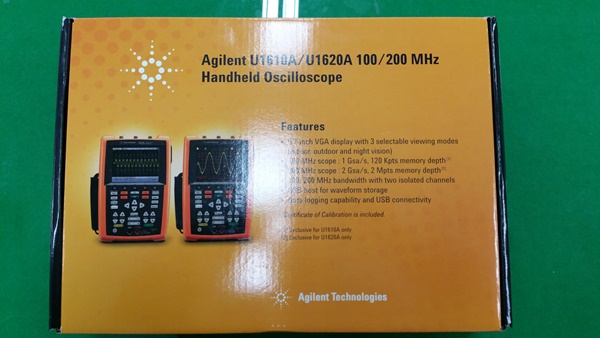 Agilent U1610A/U1620A 100/200 MHz
Handheld Oscilloscope
Features
VGA display with 3 selectable viewing modes
outdoor and night vision)
MHz scope : 1 Gsa/s, 120 Kpts memory depth(1)
MHz scope : 2 Gsa/s, 2 Mpts memory depth(2)
200 MHz bandwidth with two isolated channels
host for waveform storage
logging capability and USB connectivity
Certificate of Calibration is included.
Exclusive for U1610A only
Exclusive for U1620A only
Agilent Technologies